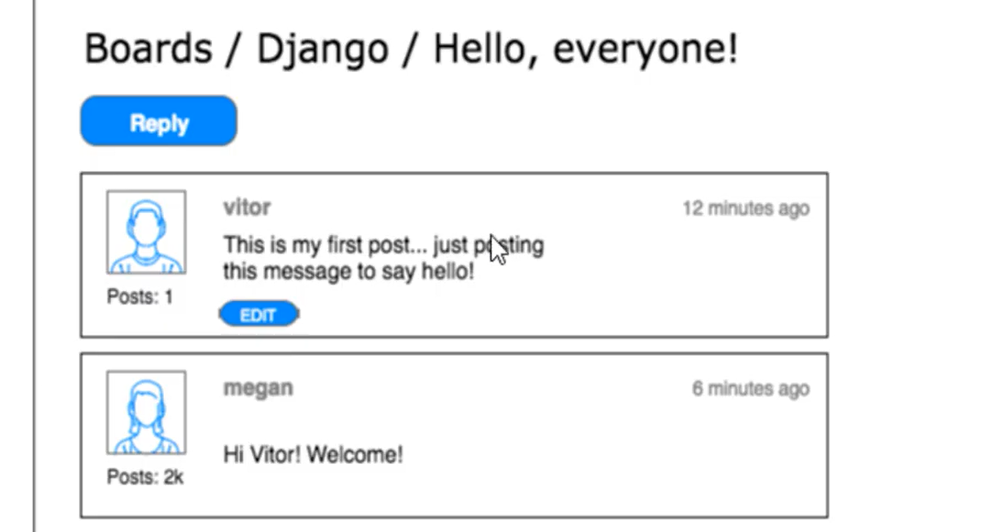 Boards / Django / Hello, everyone!
Reply
vitor
12 minutes ago
This is my first post... just posting
this message to say hello!
Posts: 1
EDIT
megan
6 minutes ago
Hi Vitor! Welcome!
Posts: 2k